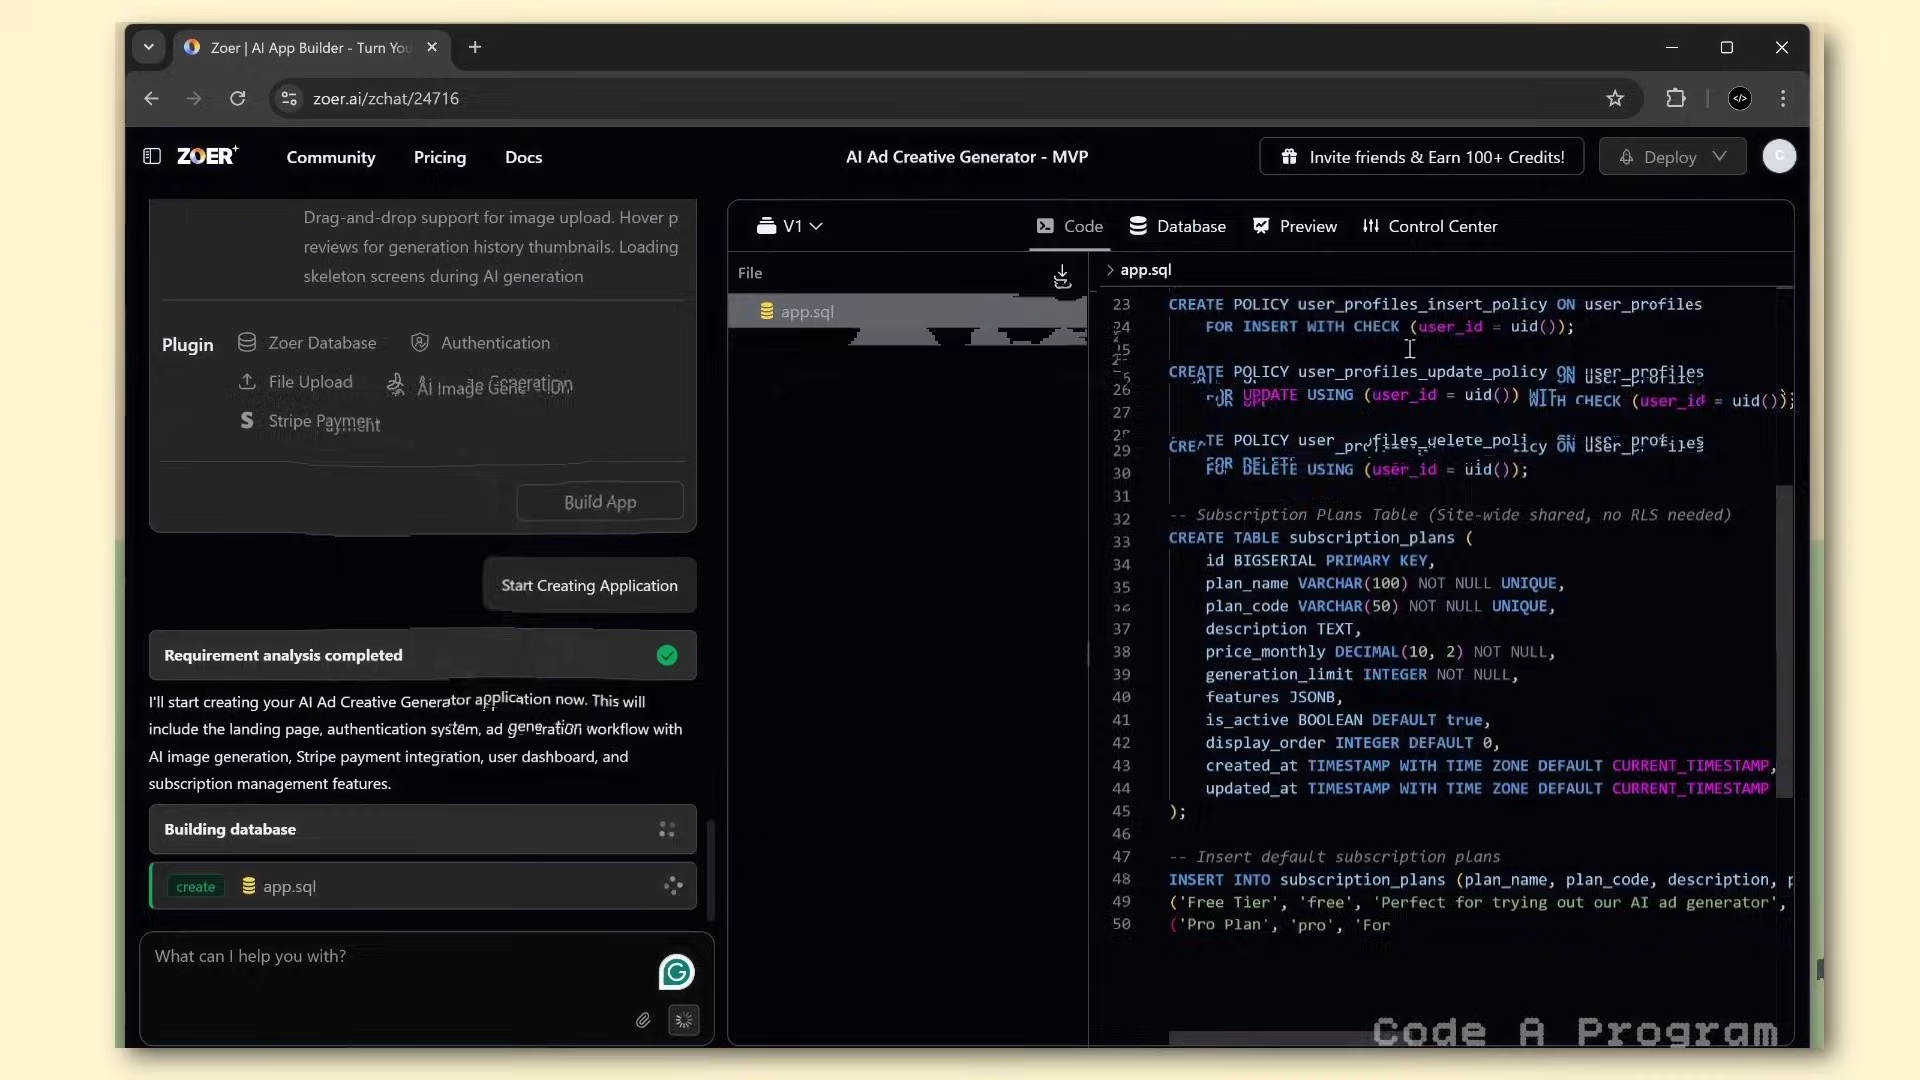 Zoer | AI App Builder - Turn You
zoer.ai/zchat/24716
ZOER
Community
Pricing
Docs
AI Ad Creative Generator - MVP
Invite friends & Earn 100+ Credits!
Deploy
C
Drag-and-drop support for image upload. Hover p
reviews for generation history thumbnails. Loading
skeleton screens during AI generation
Plugin
Zoer Database
Authentication
File Upload
Stripe Payment
Build App
Start Creating Application
Requirement analysis completed
I'll start creating your AI Ad Creative Generator application now. This will
include the landing page, authentication system, ad generation workflow with
AI image generation, Stripe payment integration, user dashboard, and
subscription management features.
Building database
create app.sql
What can I help you with?
V1
Code
Database
Preview
Control Center
File
app.sql
app.sql
23 CREATE POLICY user_profiles_insert_policy ON user_profiles
24 FOR INSERT WITH CHECK (user_id = uid());
CREATE POLICY user_profiles_update_policy ON user_profiles
26 FOR UPDATE USING (user_id = uid()) WITH CHECK (user_id = uid());
27
28
29 CREATE POLICY ON user_profiles
30 FOR DELETE USING (user_id = uid());
31
32 -- Subscription Plans Table (Site-wide shared, no RLS needed)
33 CREATE TABLE subscription_plans (
34 id BIGSERIAL PRIMARY KEY,
35 plan_name VARCHAR(100) NOT NULL UNIQUE,
plan_code VARCHAR(50) NOT NULL UNIQUE,
37 description TEXT,
38 price_monthly DECIMAL(10, 2) NOT NULL,
39 generation_limit INTEGER NOT NULL,
40 features JSONB,
41 is_active BOOLEAN DEFAULT true,
42 display_order INTEGER DEFAULT 0,
43 created_at TIMESTAMP WITH TIME ZONE DEFAULT CURRENT_TIMESTAMP,
44 updated_at TIMESTAMP WITH TIME ZONE DEFAULT CURRENT_TIMESTAMP
45 );
46
47 -- Insert default subscription plans
48 INSERT INTO subscription_plans (plan_name, plan_code, description, p
49 ('Free Tier', 'free', 'Perfect for trying out our AI ad generator',
50 ('Pro Plan', 'pro', 'For
Code A Program